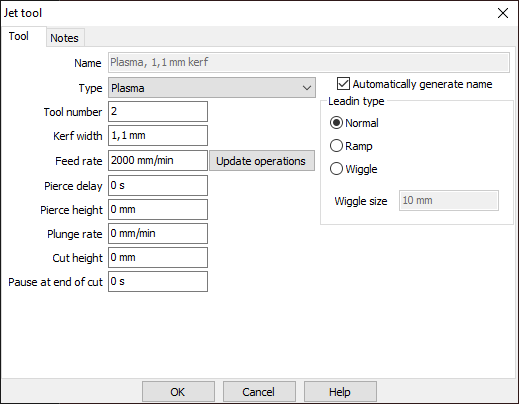 Jet tool
Tool Notes
Name Plasma, 1,1 mm kerf
Type Plasma Automatically generate name
Leadin type
Tool number 2
Normal
Kerf width 1,1 mm
Ramp
Feed rate 2000 mm/min Update operations
Wiggle
Pierce delay 0 s
Wiggle size 10 mm
Pierce height 0 mm
Plunge rate 0 mm/min
Cut height 0 mm
Pause at end of cut 0 s
OK Cancel Help